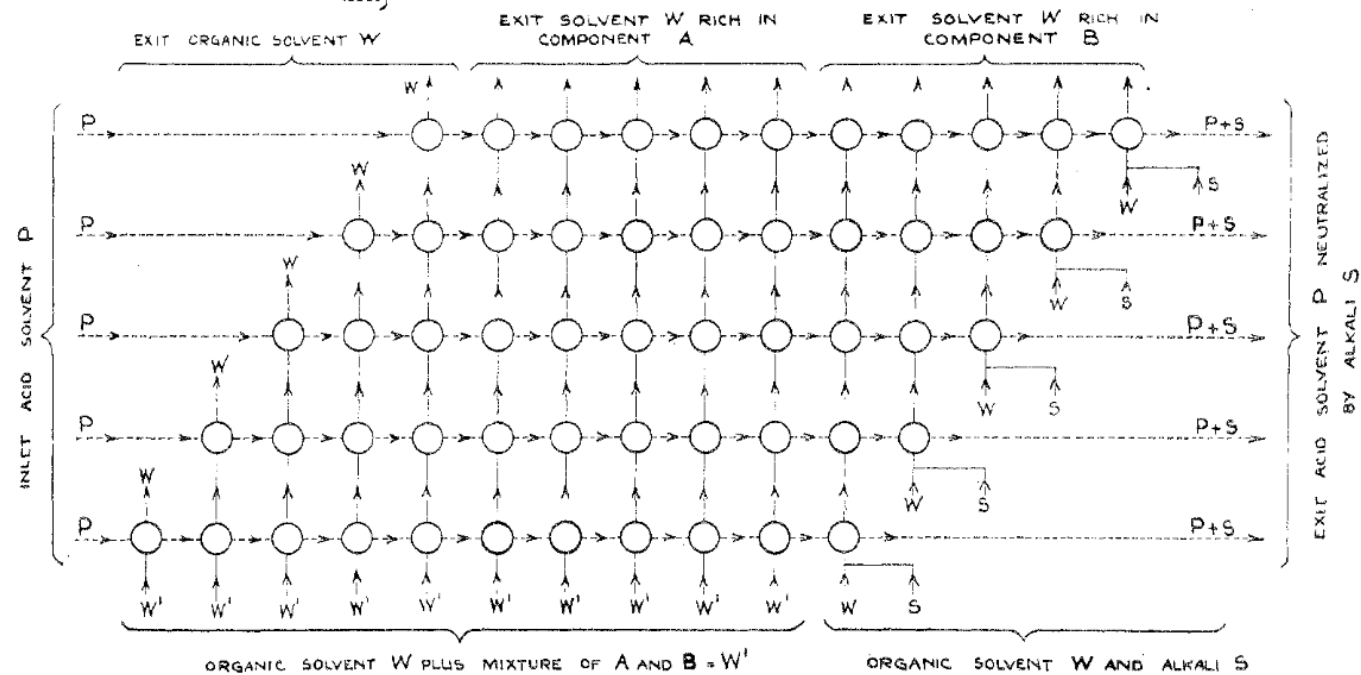 EXIT SOLVENT W RICH IN
COMPONENT A
EXIT SOLVENT W RICH IN
COMPONENT B
EXIT ORGANIC SOLVENT W
W
P
P+S
W
S
W
P
P+S
W
W
S
P
P+S
W
W
S
P
P+S
W
W
S
P
P+S
W' W' W' W' W' W' W' W' W' W' W S
INLET ACID SOLVENT P
EXIT ACID SOLVENT P NEUTRALIZED
BY ALKALI S
ORGANIC SOLVENT W PLUS MIXTURE OF A AND B = W'
ORGANIC SOLVENT W AND ALKALI S